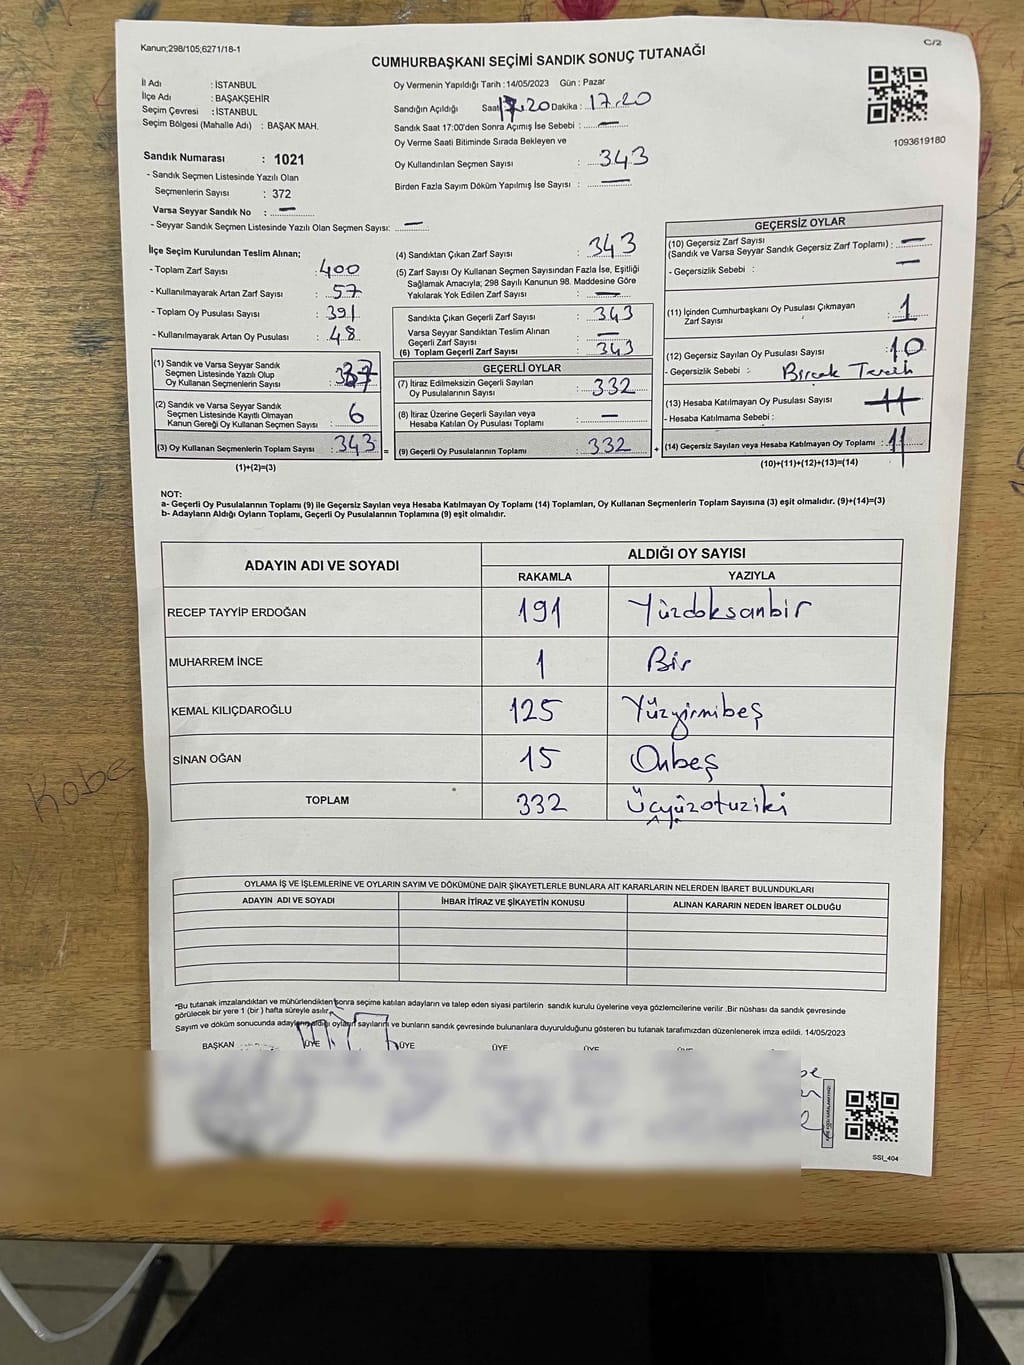 Kanun;298/105;6271/18-1
C/2
CUMHURBAŞKANI SEÇİMİ SANDIK SONUÇ TUTANAĞI
İl Adı : İSTANBUL
İlçe Adı : BAŞAKŞEHİR
Seçim Çevresi : İSTANBUL
Seçim Bölgesi (Mahalle Adı) : BAŞAK MAH.
Sandık Numarası : 1021
- Sandık Seçmen Listesinde Yazılı Olan
Seçmenlerin Sayısı : 372
Varsa Seyyar Sandık No : —
- Seyyar Sandık Seçmen Listesinde Yazılı Olan Seçmen Sayısı: —
Oy Vermenin Yapıldığı Tarih : 14/05/2023 Gün : Pazar
Sandığın Açıldığı Saat 17.20 Dakika : 17.20
Sandık Saat 17:00'den Sonra Açımış İse Sebebi : —
Oy Verme Saati Bitiminde Sırada Bekleyen ve
Oy Kullandırılan Seçmen Sayısı : 343
Birden Fazla Sayım Döküm Yapılmış İse Sayısı : —
1093619180
İlçe Seçim Kurulundan Teslim Alınan;
- Toplam Zarf Sayısı : 400
- Kullanılmayarak Artan Zarf Sayısı : 57
- Toplam Oy Pusulası Sayısı : 391
- Kullanılmayarak Artan Oy Pusulası : 48
(1) Sandık ve Varsa Seyyar Sandık
Seçmen Listesinde Yazılı Olup
Oy Kullanan Seçmenlerin Sayısı : 337
(2) Sandık ve Varsa Seyyar Sandık
Seçmen Listesinde Kayıtlı Olmayan
Kanun Gereği Oy Kullanan Seçmen Sayısı : 6
(3) Oy Kullanan Seçmenlerin Toplam Sayısı : 343
(1)+(2)=(3)
(4) Sandıktan Çıkan Zarf Sayısı : 343
(5) Zarf Sayısı Oy Kullanan Seçmen Sayısından Fazla İse, Eşitliği
Sağlamak Amacıyla; 298 Sayılı Kanunun 98. Maddesine Göre
Yakılarak Yok Edilen Zarf Sayısı : —
Sandıkta Çıkan Geçerli Zarf Sayısı : 343
Varsa Seyyar Sandıktan Teslim Alınan
Geçerli Zarf Sayısı : —
(6) Toplam Geçerli Zarf Sayısı : 343
GEÇERLİ OYLAR
(7) İtiraz Edilmeksizin Geçerli Sayılan
Oy Pusulalarının Sayısı : 332
(8) İtiraz Üzerine Geçerli Sayılan veya
Hesaba Katılan Oy Pusulası Toplamı : —
= (9) Geçerli Oy Pusulalarının Toplamı : 332 +
GEÇERSİZ OYLAR
(10) Geçersiz Zarf Sayısı
(Sandık ve Varsa Seyyar Sandık Geçersiz Zarf Toplamı) : —
- Geçersizlik Sebebi : —
(11) İçinden Cumhurbaşkanı Oy Pusulası Çıkmayan
Zarf Sayısı : 1
(12) Geçersiz Sayılan Oy Pusulası Sayısı : 10
- Geçersizlik Sebebi : Birçok Tercih
(13) Hesaba Katılmayan Oy Pusulası Sayısı : 11
- Hesaba Katılmama Sebebi :
(14) Geçersiz Sayılan veya Hesaba Katılmayan Oy Toplamı : 11
(10)+(11)+(12)+(13)=(14)
NOT:
a- Geçerli Oy Pusulalarının Toplamı (9) ile Geçersiz Sayılan veya Hesaba Katılmayan Oy Toplamı (14) Toplamları, Oy Kullanan Seçmenlerin Toplam Sayısına (3) eşit olmalıdır. (9)+(14)=(3)
b- Adayların Aldığı Oyların Toplamı, Geçerli Oy Pusulalarının Toplamına (9) eşit olmalıdır.
ADAYIN ADI VE SOYADI ALDIĞI OY SAYISI
RAKAMLA YAZIYLA
RECEP TAYYİP ERDOĞAN 191 Yüzdoksanbir
MUHARREM İNCE 1 Bir
KEMAL KILIÇDAROĞLU 125 Yüzyirmibeş
SİNAN OĞAN 15 Onbeş
TOPLAM 332 Üçyüzotuziki
Kobe
OYLAMA İŞ VE İŞLEMLERİNE VE OYLARIN SAYIM VE DÖKÜMÜNE DAİR ŞİKAYETLERLE BUNLARA AİT KARARLARIN NELERDEN İBARET BULUNDUKLARI
ADAYIN ADI VE SOYADI İHBAR İTİRAZ VE ŞİKAYETİN KONUSU ALINAN KARARIN NEDEN İBARET OLDUĞU
*Bu tutanak imzalandıktan ve mühürlendikten sonra seçime katılan adayların ve talep eden siyasi partilerin sandık kurulu üyelerine veya gözlemcilerine verilir .Bir nüshası da sandık çevresinde
görülecek bir yere 1 (bir ) hafta süreyle asılır.
Sayım ve döküm sonucunda adayların aldığı oyların sayılarını ve bunların sandık çevresinde bulunanlara duyurulduğunu gösteren bu tutanak tarafımızdan düzenlenerek imza edildi. 14/05/2023
BAŞKAN ÜYE ÜYE ÜYE ÜYE
SSI_404